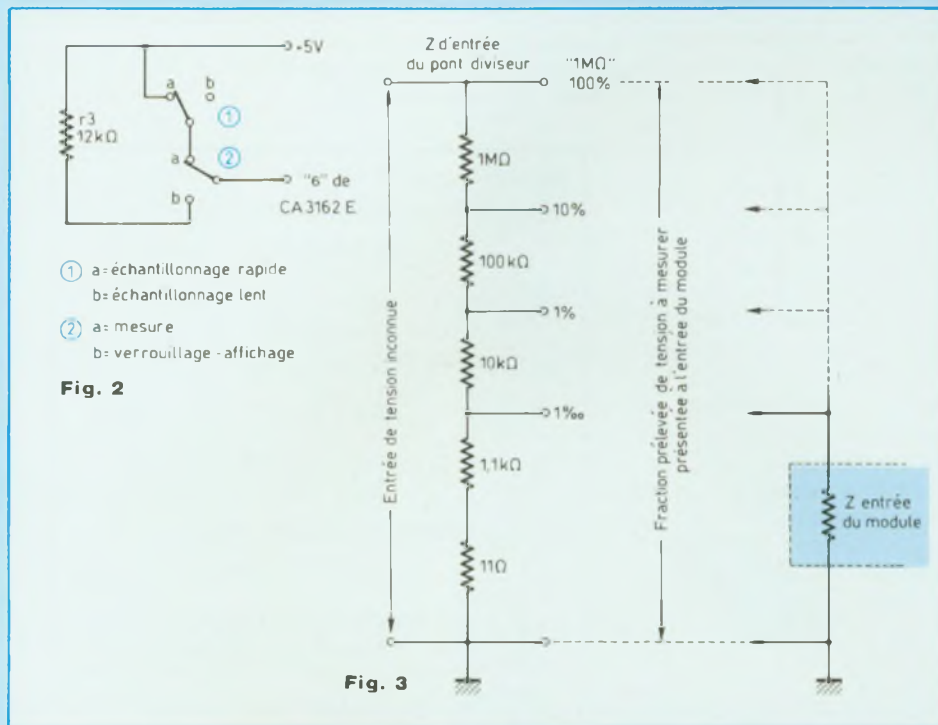 +5V
a
b
r3
12kΩ
1
a
2
"6" de
CA3162E
b
1 a=échantillonnage rapide
b=échantillonnage lent
2 a= mesure
b= verrouillage-affichage
Fig. 2
Z d'entrée
du pont diviseur
"1MΩ"
100%
1MΩ
10%
100kΩ
1%
10kΩ
1‰
1,1kΩ
11Ω
Entrée de tension inconnue
Fraction prélevée de tension à mesurer
présentée à l'entrée du module
Z entrée
du module
Fig. 3